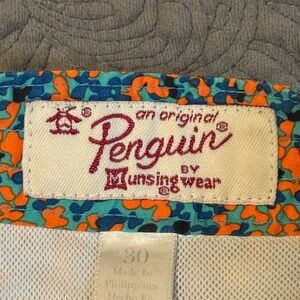 ®
an original
Penguin®
BY
Munsingwear®
30
Made In
Philippines